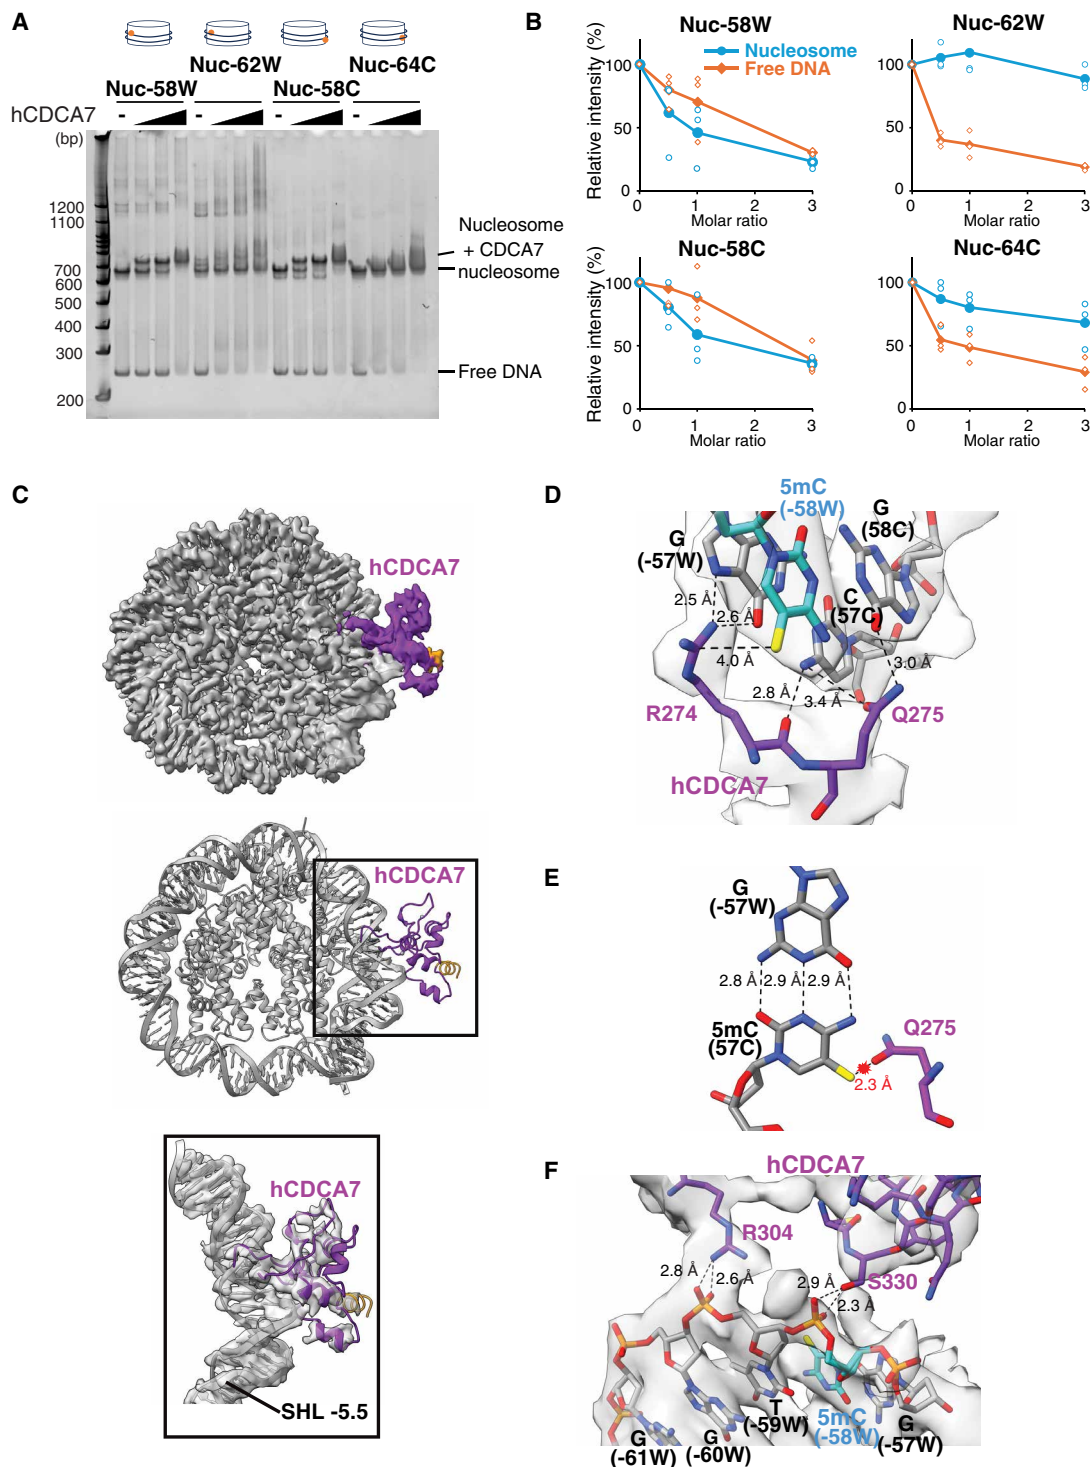 A
Nuc-62W
Nuc-64C
Nuc-58W
Nuc-58C
hCDCA7
- - - -
(bp)
1200
1100
700
600
500
400
300
200
Nucleosome
+ CDCA7
nucleosome
Free DNA
B
Nuc-58W
Nuc-62W
Nucleosome
Free DNA
Relative intensity (%)
100
50
0
0 1 2 3
Molar ratio
100
50
0
0 1 2 3
Molar ratio
Nuc-58C
Nuc-64C
Relative intensity (%)
100
50
0
0 1 2 3
Molar ratio
100
50
0
0 1 2 3
Molar ratio
C
hCDCA7
hCDCA7
hCDCA7
SHL -5.5
D
5mC
(-58W)
G
(58C)
G
(-57W)
C
(57C)
2.5 Å
2.6 Å
4.0 Å
3.0 Å
2.8 Å
3.4 Å
R274
Q275
hCDCA7
E
G
(-57W)
2.8 Å
2.9 Å
2.9 Å
5mC
(57C)
Q275
2.3 Å
F
hCDCA7
R304
2.8 Å
2.6 Å
2.9 Å
S330
2.3 Å
T
(-59W)
5mC
(-58W)
G
(-57W)
G
(-60W)
G
(-61W)